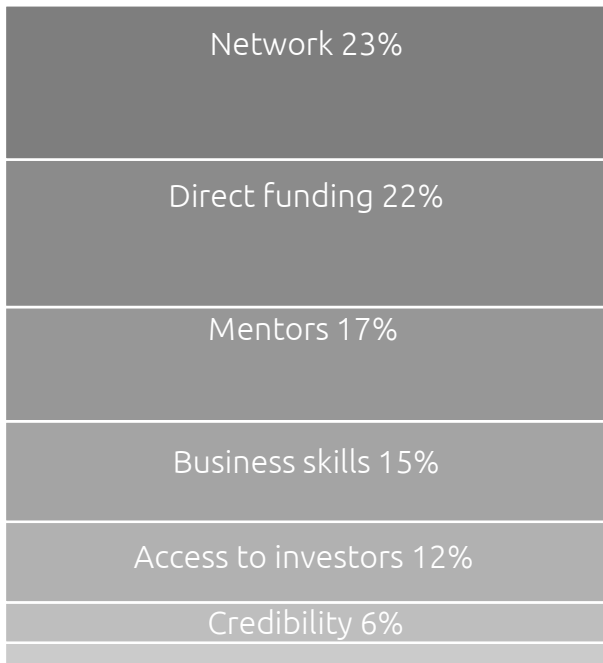 Network 23%
Direct funding 22%
Mentors 17%
Business skills 15%
Access to investors 12%
Credibility 6%